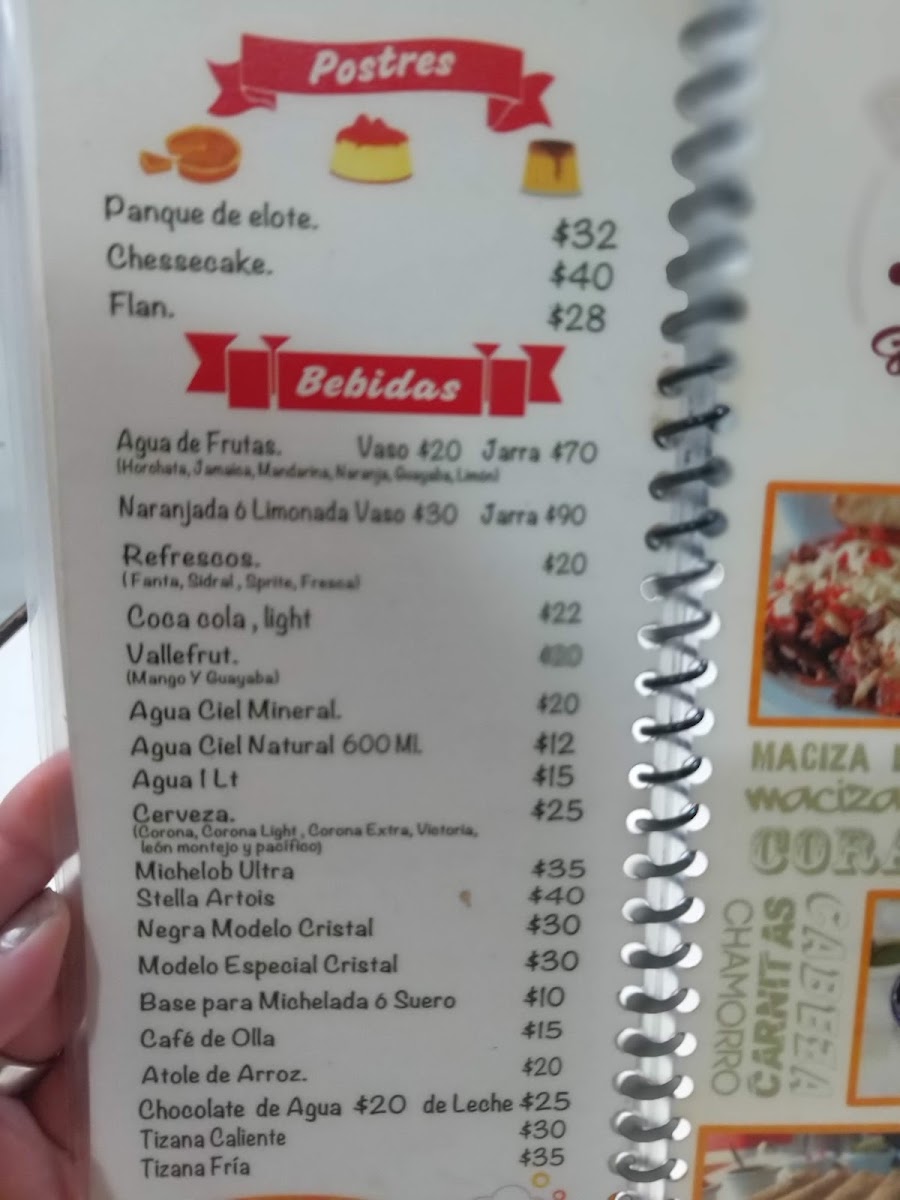 Postres
Panque de elote. $32
Chessecake. $40
Flan. $28
Bebidas
Agua de Frutas. Vaso $20 Jarra $70
(Horchata, Jamaica, Mandarina, Naranja, Guayaba, Limón)
Naranjada ó Limonada Vaso $30 Jarra $90
Refrescos. $20
(Fanta, Sidral, Sprite, Fresca)
Coca cola, light $22
Vallefrut.
(Mango Y Guayaba)
Agua Ciel Mineral. $20
Agua Ciel Natural 600 Ml. $12
Agua 1 Lt $15
Cerveza. $25
(Corona, Corona Light, Corona Extra, Victoria,
león montejo y pacífico)
Michelob Ultra $35
Stella Artois $40
Negra Modelo Cristal $30
Modelo Especial Cristal $30
Base para Michelada ó Suero $10
Café de Olla $15
Atole de Arroz. $20
Chocolate de Agua $20 de Leche $25
Tizana Caliente $30
Tizana Fría $35
MACIZA
maciza
CHAMORRO
CARNITAS
CABEZA